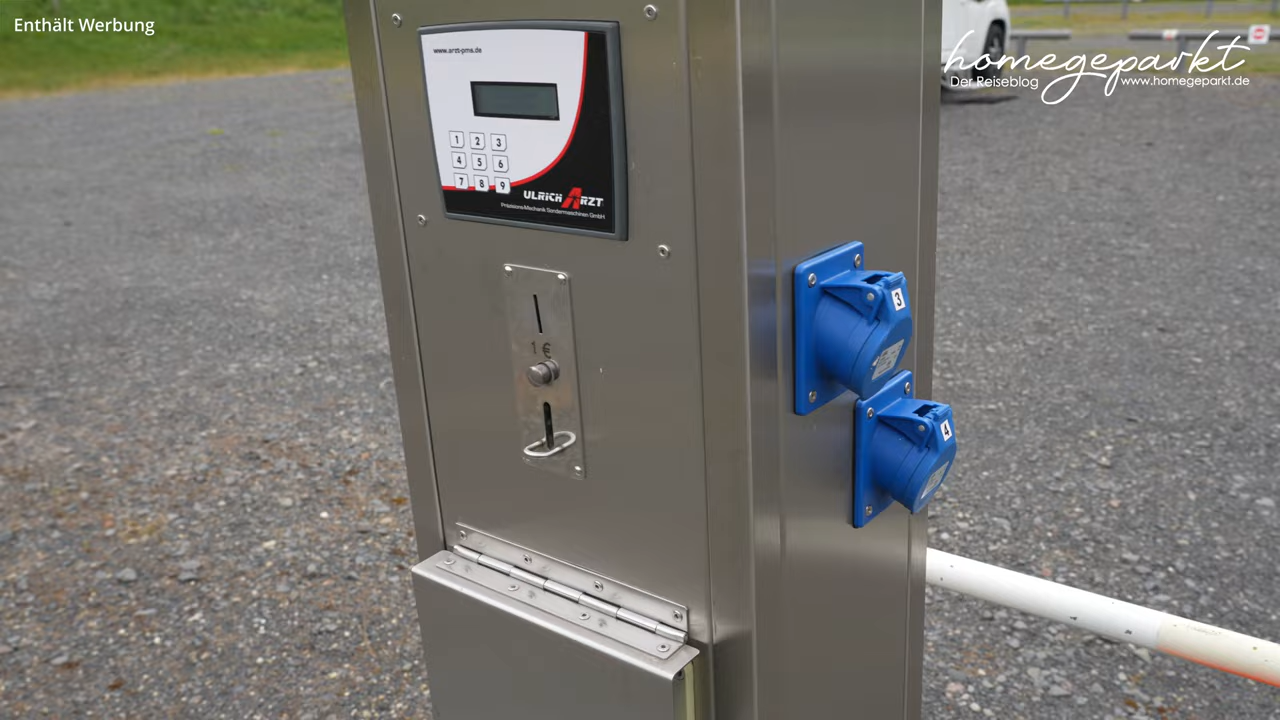 Enthält Werbung
homegeparkt
Der Reiseblog
www.homegeparkt.de
www.arzt-pms.de
1 2 3
4 5 6
7 8 9
ULRICH ARZT
Präzisions-Mechanik Sondermaschinen GmbH
1 €
3
4